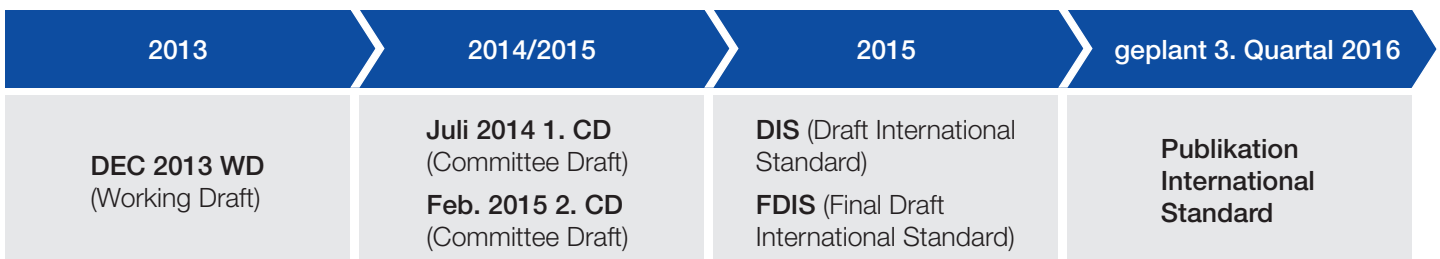 2013
2014/2015
2015
geplant 3. Quartal 2016
DEC 2013 WD
(Working Draft)
Juli 2014 1. CD
(Committee Draft)
Feb. 2015 2. CD
(Committee Draft)
DIS (Draft International
Standard)
FDIS (Final Draft
International Standard)
Publikation
International
Standard